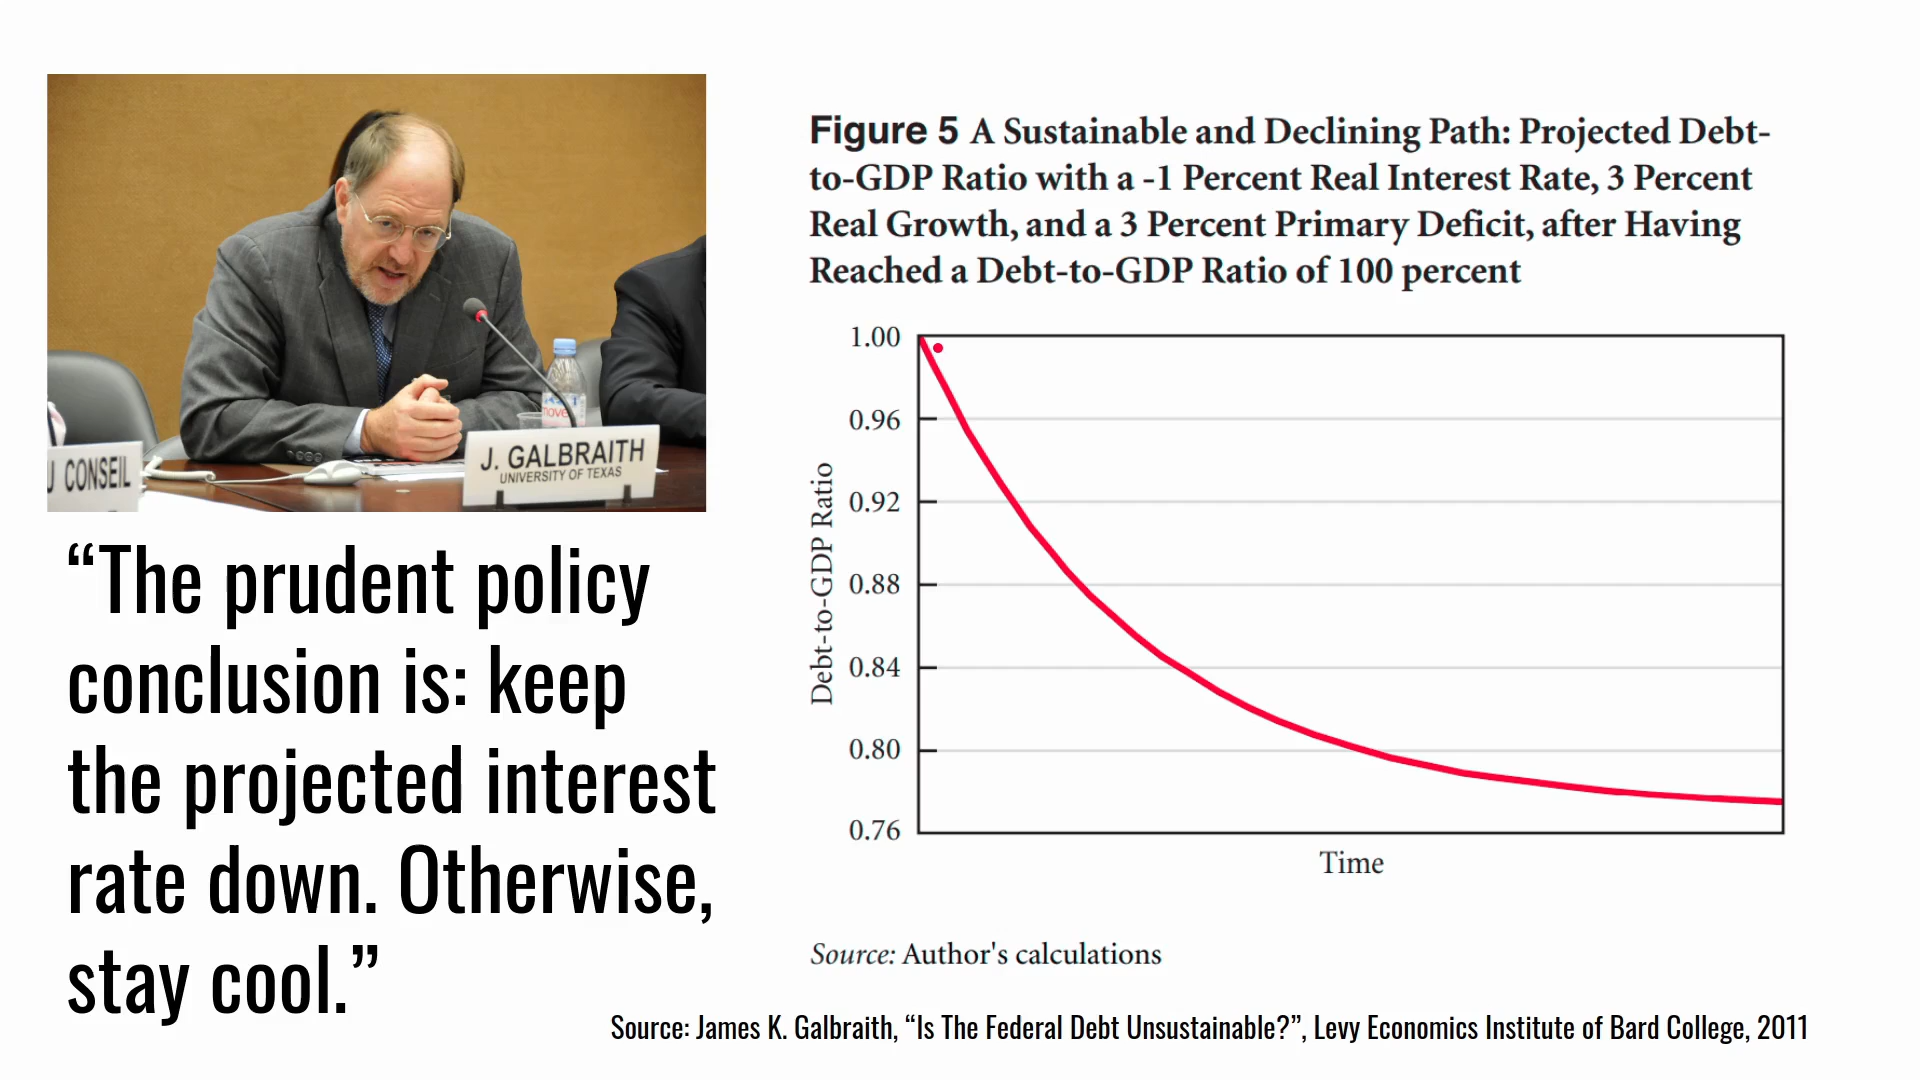 J. GALBRAITH
UNIVERSITY OF TEXAS
CONSEIL
“The prudent policy
conclusion is: keep
the projected interest
rate down. Otherwise,
stay cool.”
Figure 5 A Sustainable and Declining Path: Projected Debt-
to-GDP Ratio with a -1 Percent Real Interest Rate, 3 Percent
Real Growth, and a 3 Percent Primary Deficit, after Having
Reached a Debt-to-GDP Ratio of 100 percent
Debt-to-GDP Ratio
1.00
0.96
0.92
0.88
0.84
0.80
0.76
Time
Source: Author's calculations
Source: James K. Galbraith, “Is The Federal Debt Unsustainable?”, Levy Economics Institute of Bard College, 2011